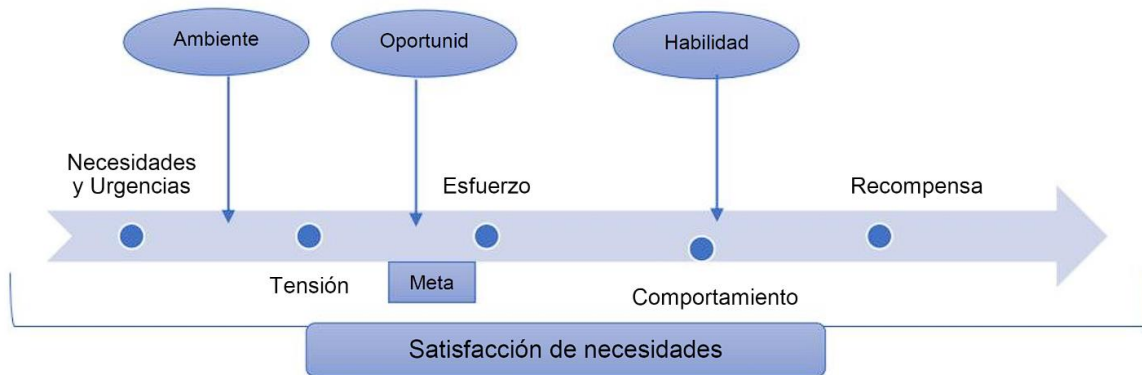 Ambiente
Oportunid
Habilidad
Necesidades
y Urgencias
Esfuerzo
Recompensa
Tensión
Meta
Comportamiento
Satisfacción de necesidades